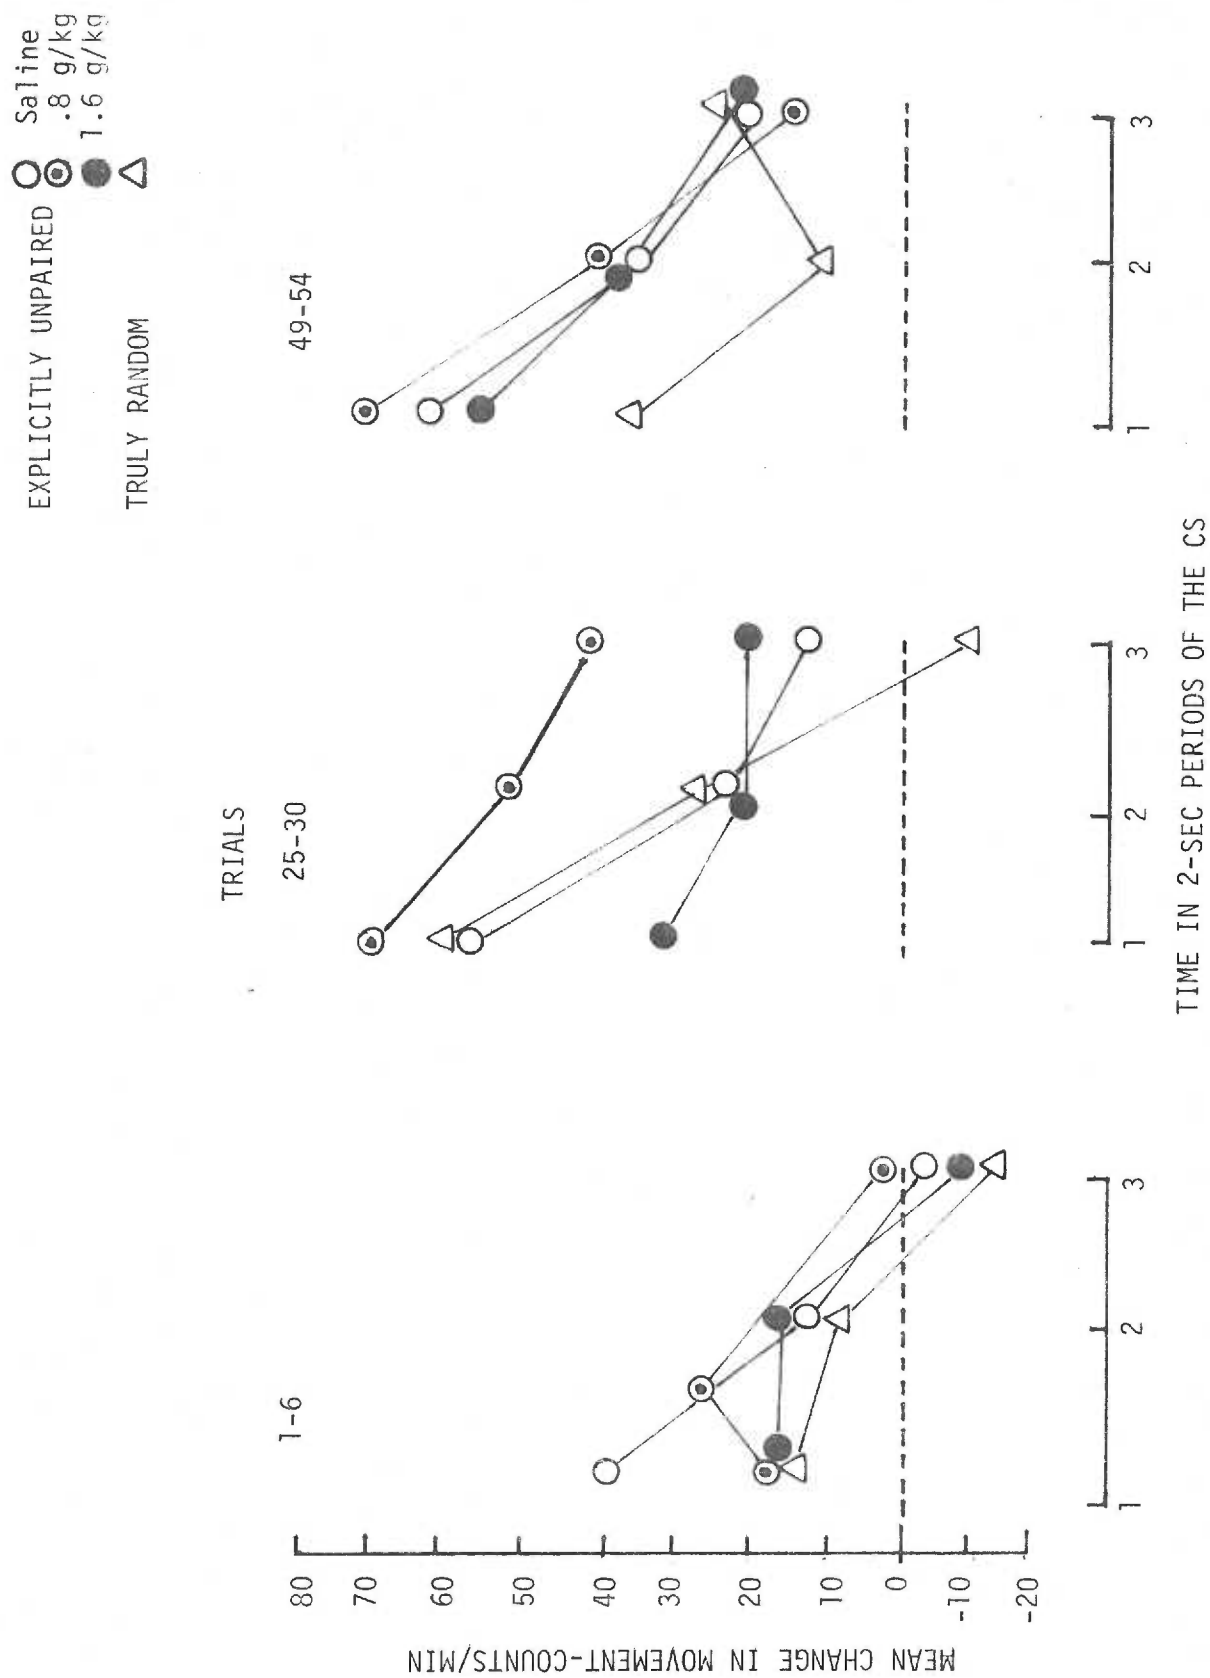 EXPLICITLY UNPAIRED
Saline
.8 g/kg
1.6 g/kg
TRULY RANDOM
TRIALS
1-6
25-30
49-54
MEAN CHANGE IN MOVEMENT-COUNTS/MIN
80
70
60
50
40
30
20
10
0
-10
-20
1 2 3
1 2 3
1 2 3
TIME IN 2-SEC PERIODS OF THE CS